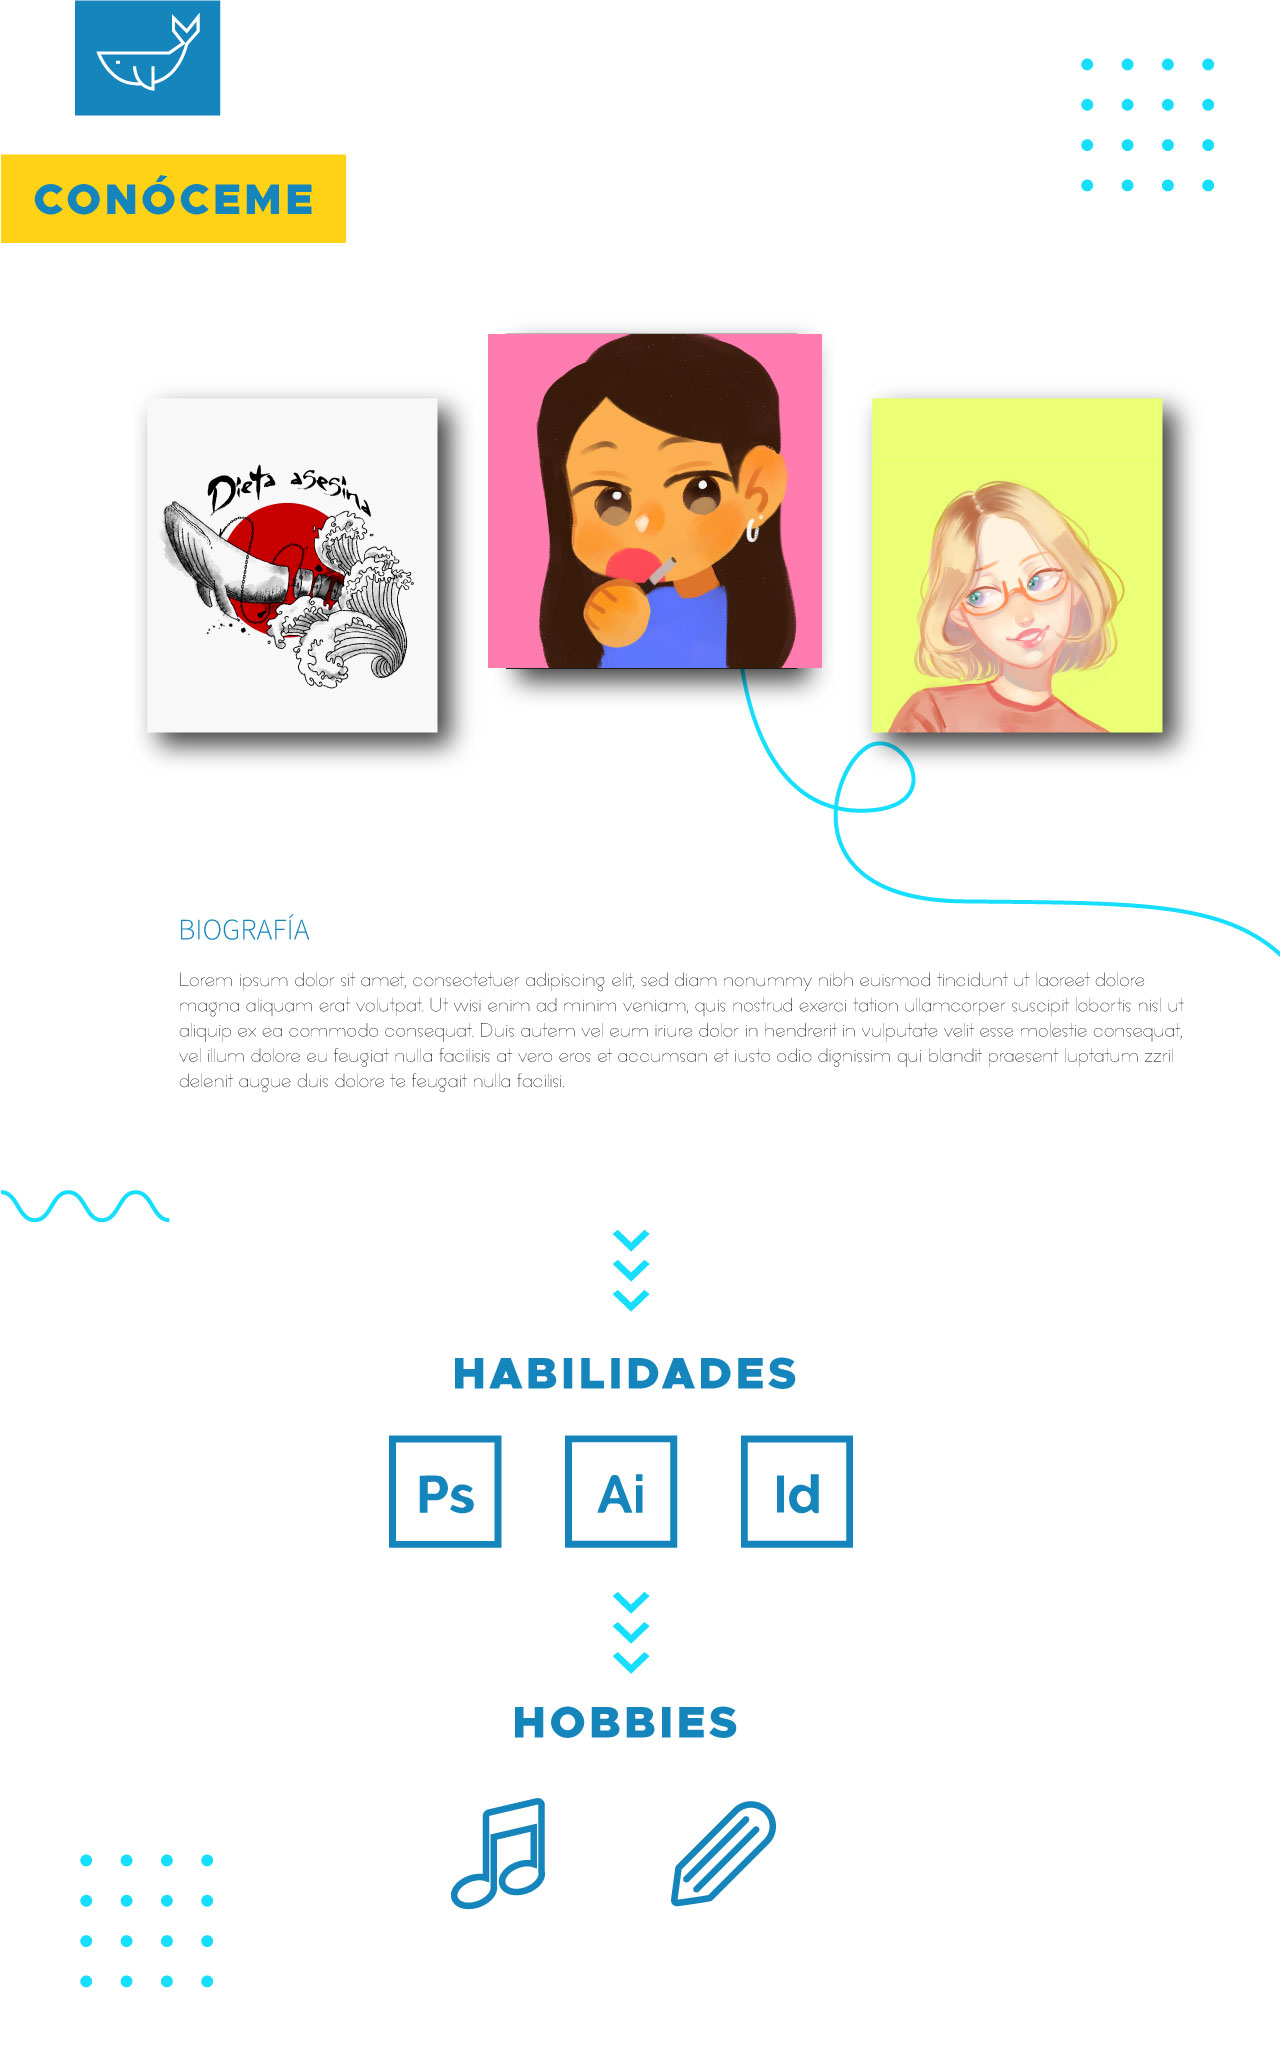 CONÓCEME
Dieta asesina
BIOGRAFÍA
Lorem ipsum dolor sit amet, consectetuer adipiscing elit, sed diam nonummy nibh euismod tincidunt ut laoreet dolore
magna aliquam erat volutpat. Ut wisi enim ad minim veniam, quis nostrud exerci tation ullamcorper suscipit lobortis nisl ut
aliquip ex ea commodo consequat. Duis autem vel eum iriure dolor in hendrerit in vulputate velit esse molestie consequat,
vel illum dolore eu feugiat nulla facilisis at vero eros et accumsan et iusto odio dignissim qui blandit praesent luptatum zzril
delenit augue duis dolore te feugait nulla facilisi.
HABILIDADES
Ps Ai Id
HOBBIES